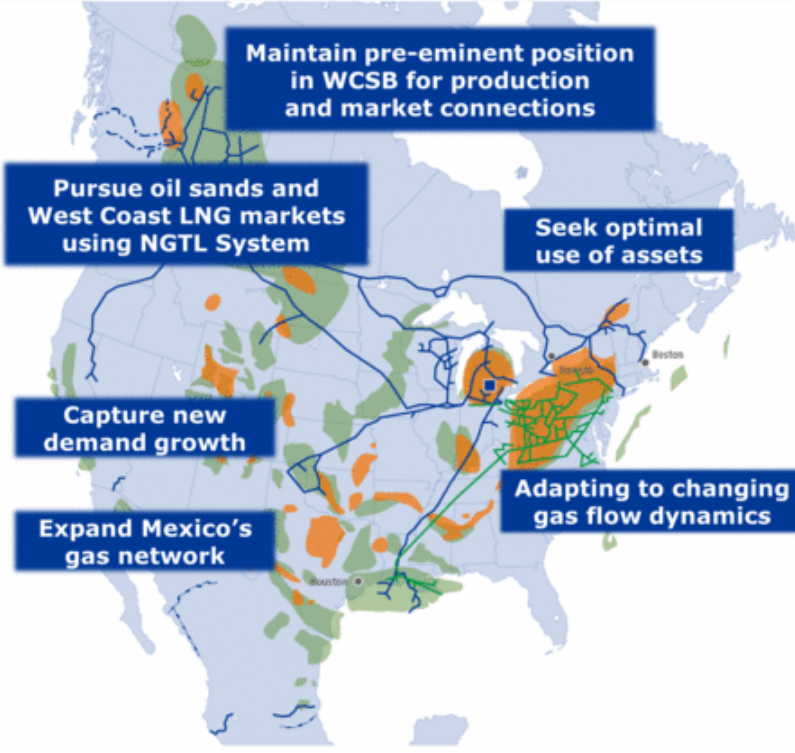 Maintain pre-eminent position
in WCSB for production
and market connections
Pursue oil sands and
West Coast LNG markets
using NGTL System
Seek optimal
use of assets
Boston
Toronto
Capture new
demand growth
Adapting to changing
gas flow dynamics
Expand Mexico's
gas network
Houston